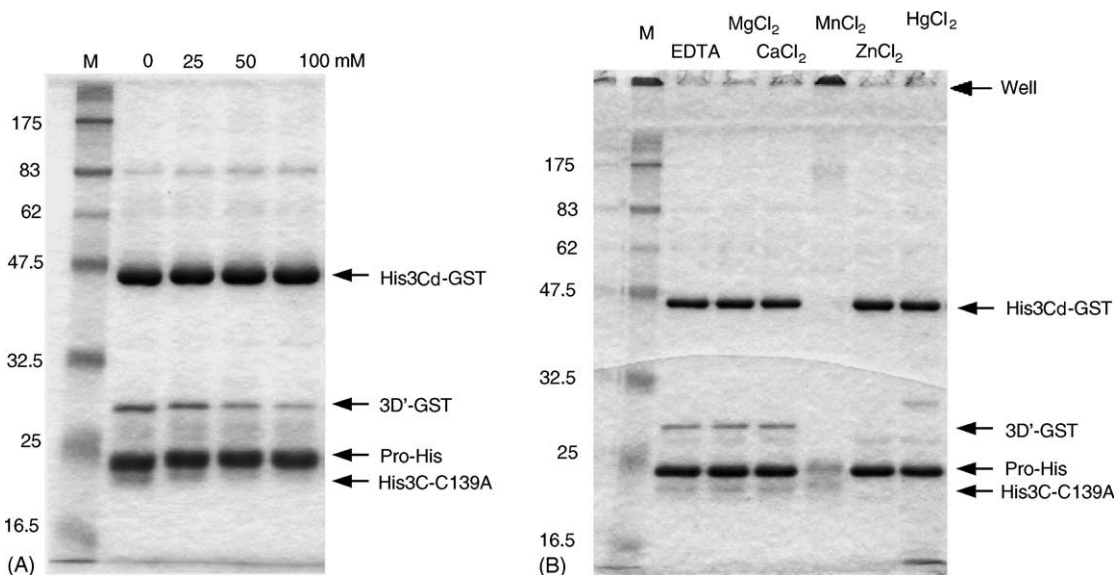 M 0 25 50 100 mM
175
83
62
47.5
32.5
25
16.5
His3Cd-GST
3D'-GST
Pro-His
His3C-C139A
(A)
M
EDTA
MgCl2
CaCl2
MnCl2
ZnCl2
HgCl2
Well
175
83
62
47.5
32.5
25
16.5
His3Cd-GST
3D'-GST
Pro-His
His3C-C139A
(B)